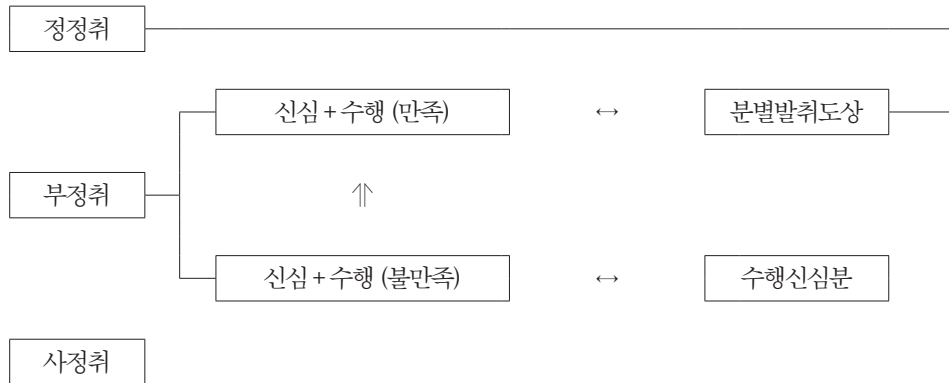 정정취
신심 + 수행 (만족) ↔ 분별발취도상
부정취
⇑
신심 + 수행 (불만족) ↔ 수행신심분
사정취